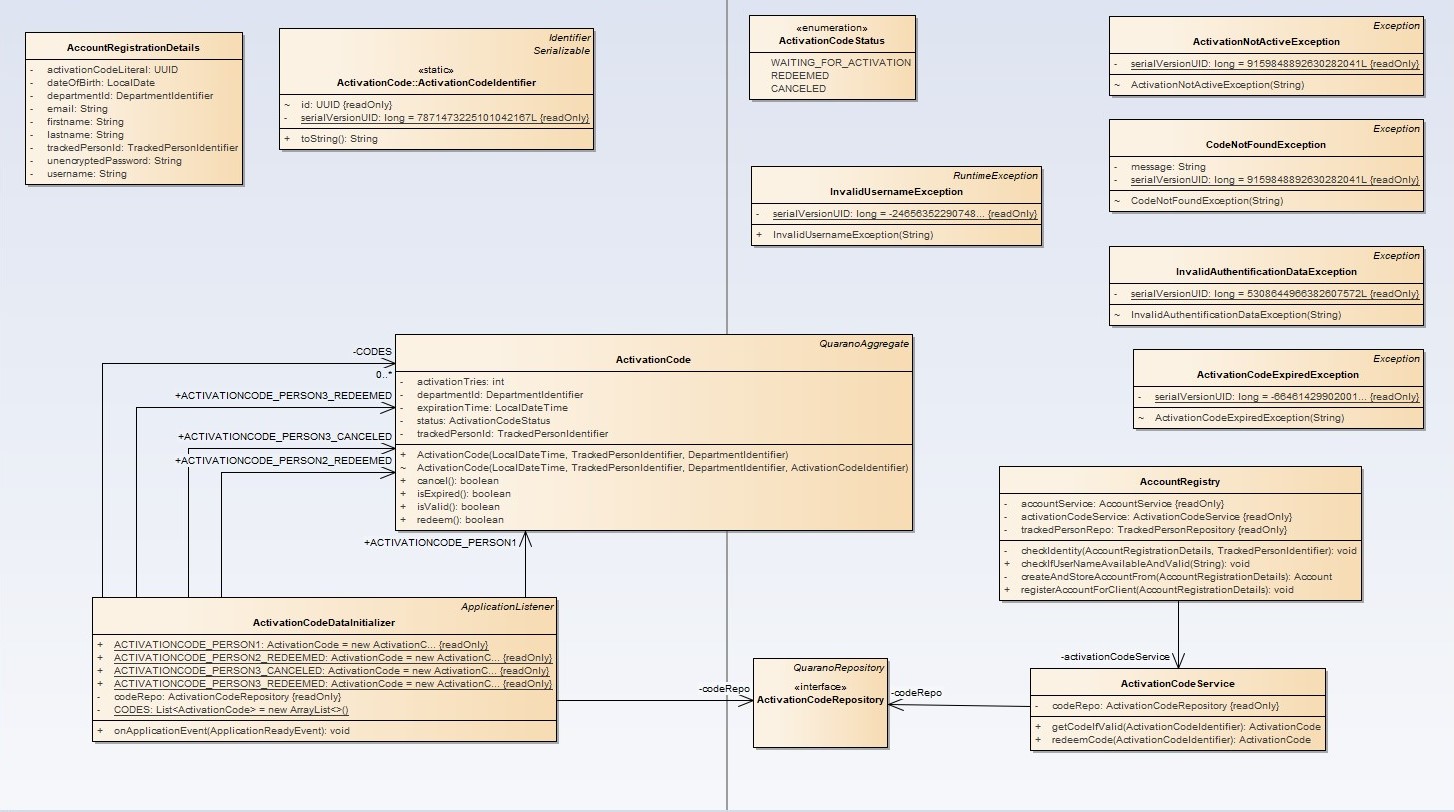 AccountRegistrationDetails
- activationCodeLiteral: UUID
- dateOfBirth: LocalDate
- departmentId: DepartmentIdentifier
- email: String
- firstname: String
- lastname: String
- trackedPersonId: TrackedPersonIdentifier
- unencryptedPassword: String
- username: String
Identifier
Serializable
«static»
ActivationCode::ActivationCodeIdentifier
~ id: UUID {readOnly}
- serialVersionUID: long = 7871473225101042167L {readOnly}
+ toString(): String
«enumeration»
ActivationCodeStatus
WAITING_FOR_ACTIVATION
REDEEMED
CANCELED
Exception
ActivationNotActiveException
- serialVersionUID: long = 9159848892630282041L {readOnly}
~ ActivationNotActiveException(String)
Exception
CodeNotFoundException
- message: String
- serialVersionUID: long = 9159848892630282041L {readOnly}
~ CodeNotFoundException(String)
RuntimeException
InvalidUsernameException
- serialVersionUID: long = -24656352290748... {readOnly}
+ InvalidUsernameException(String)
Exception
InvalidAuthentificationDataException
- serialVersionUID: long = 5308644966382607572L {readOnly}
~ InvalidAuthentificationDataException(String)
Exception
ActivationCodeExpiredException
- serialVersionUID: long = -66461429902001... {readOnly}
~ ActivationCodeExpiredException(String)
QuaranoAggregate
ActivationCode
- activationTries: int
- departmentId: DepartmentIdentifier
- expirationTime: LocalDateTime
- status: ActivationCodeStatus
- trackedPersonId: TrackedPersonIdentifier
+ ActivationCode(LocalDateTime, TrackedPersonIdentifier, DepartmentIdentifier)
~ ActivationCode(LocalDateTime, TrackedPersonIdentifier, DepartmentIdentifier, ActivationCodeIdentifier)
+ cancel(): boolean
+ isExpired(): boolean
+ isValid(): boolean
+ redeem(): boolean
-CODES
0..*
+ACTIVATIONCODE_PERSON3_REDEEMED
+ACTIVATIONCODE_PERSON3_CANCELED
+ACTIVATIONCODE_PERSON2_REDEEMED
+ACTIVATIONCODE_PERSON1
AccountRegistry
- accountService: AccountService {readOnly}
- activationCodeService: ActivationCodeService {readOnly}
- trackedPersonRepo: TrackedPersonRepository {readOnly}
- checkIdentity(AccountRegistrationDetails, TrackedPersonIdentifier): void
+ checkIfUserNameAvailableAndValid(String): void
- createAndStoreAccountFrom(AccountRegistrationDetails): Account
+ registerAccountForClient(AccountRegistrationDetails): void
ApplicationListener
ActivationCodeDataInitializer
+ ACTIVATIONCODE_PERSON1: ActivationCode = new ActivationC... {readOnly}
+ ACTIVATIONCODE_PERSON2_REDEEMED: ActivationCode = new ActivationC... {readOnly}
+ ACTIVATIONCODE_PERSON3_CANCELED: ActivationCode = new ActivationC... {readOnly}
+ ACTIVATIONCODE_PERSON3_REDEEMED: ActivationCode = new ActivationC... {readOnly}
- codeRepo: ActivationCodeRepository {readOnly}
- CODES: List<ActivationCode> = new ArrayList<>()
+ onApplicationEvent(ApplicationReadyEvent): void
-codeRepo
QuaranoRepository
«interface»
ActivationCodeRepository
-codeRepo
-activationCodeService
ActivationCodeService
- codeRepo: ActivationCodeRepository {readOnly}
+ getCodeIfValid(ActivationCodeIdentifier): ActivationCode
+ redeemCode(ActivationCodeIdentifier): ActivationCode